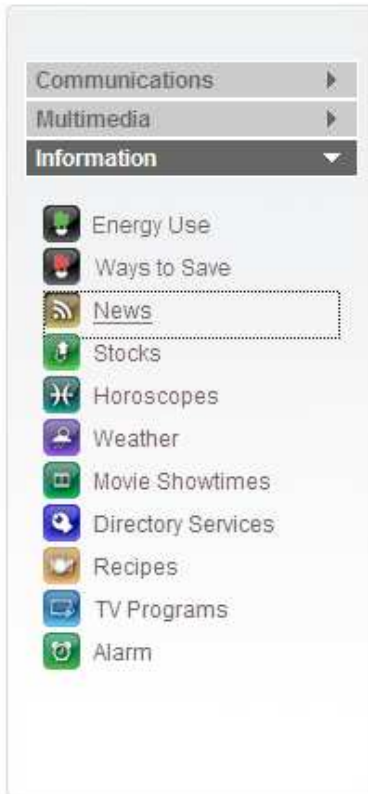 Communications
Multimedia
Information
Energy Use
Ways to Save
News
Stocks
Horoscopes
Weather
Movie Showtimes
Directory Services
Recipes
TV Programs
Alarm